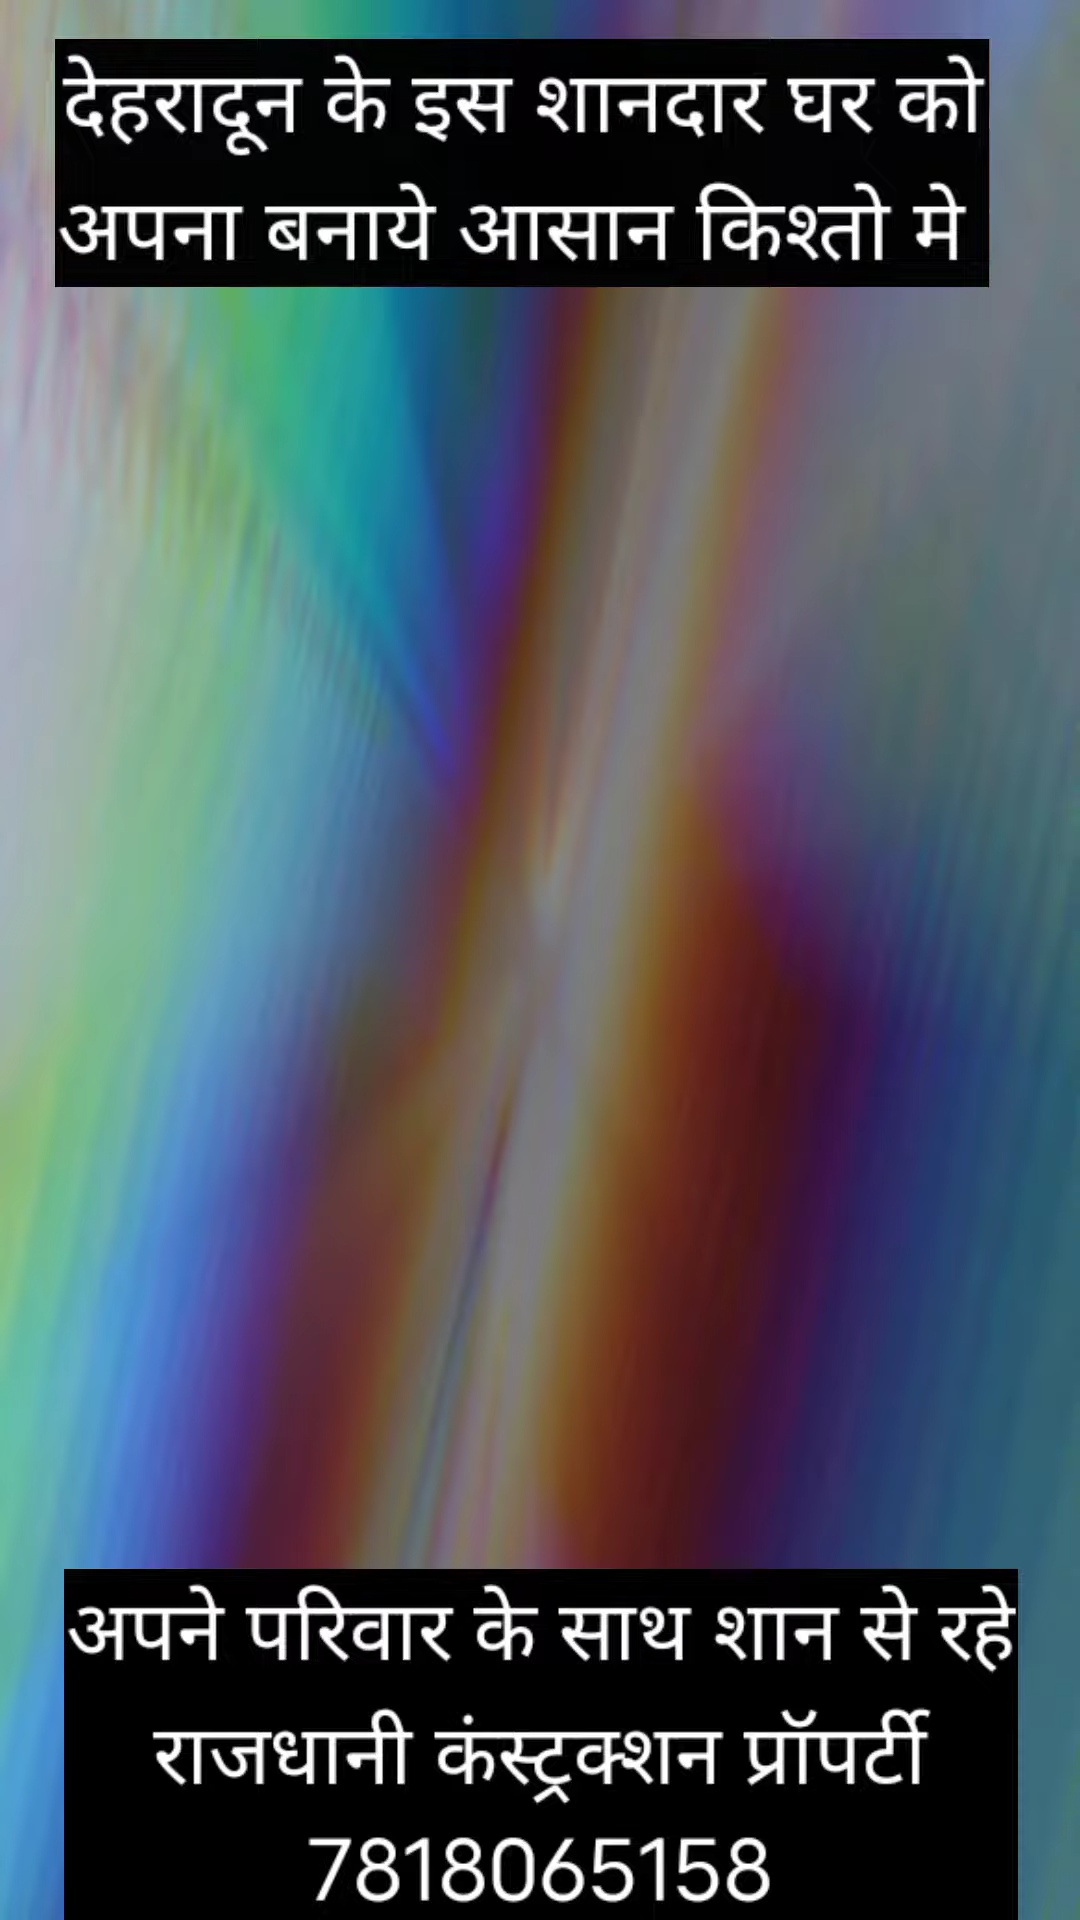 देहरादून के इस शानदार घर को
अपना बनाये आसान किश्तो मे
अपने परिवार के साथ शान से रहे
राजधानी कंस्ट्रक्शन प्रॉपर्टी
7818065158